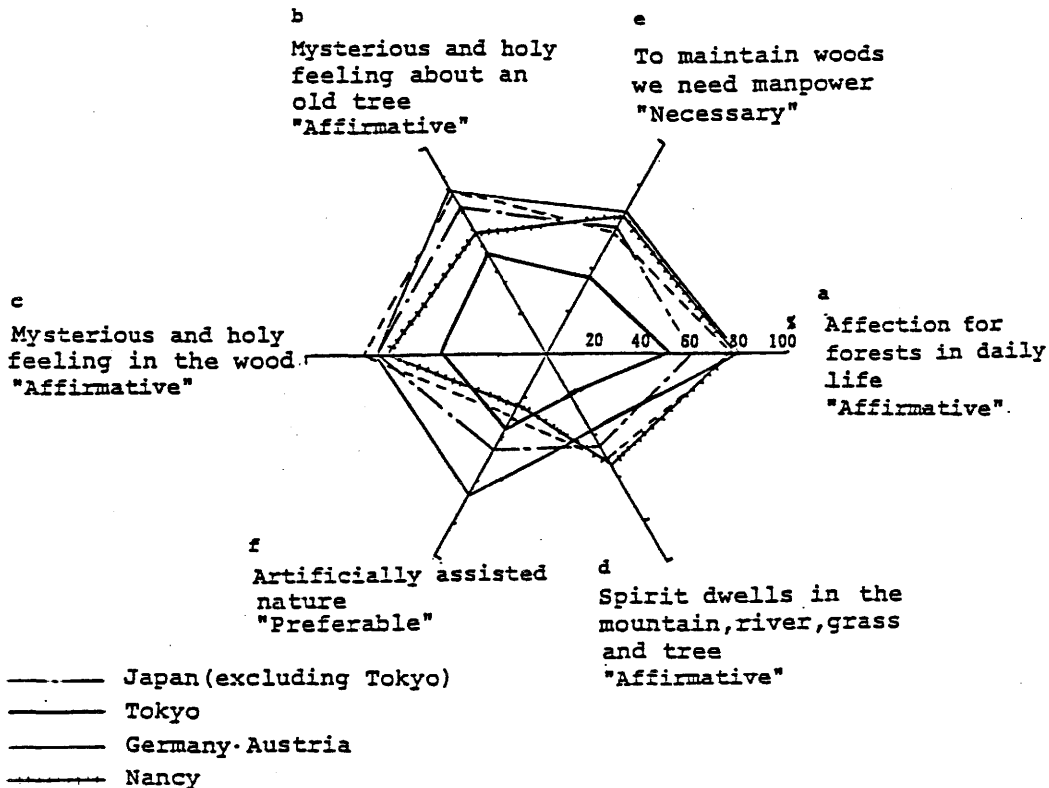 b
Mysterious and holy
feeling about an
old tree
"Affirmative"
e
To maintain woods
we need manpower
"Necessary"
c
Mysterious and holy
feeling in the wood
"Affirmative"
20 40 60 80 100
%
a
Affection for
forests in daily
life
"Affirmative".
f
Artificially assisted
nature
"Preferable"
d
Spirit dwells in the
mountain,river,grass
and tree
"Affirmative"
Japan(excluding Tokyo)
Tokyo
Germany·Austria
Nancy